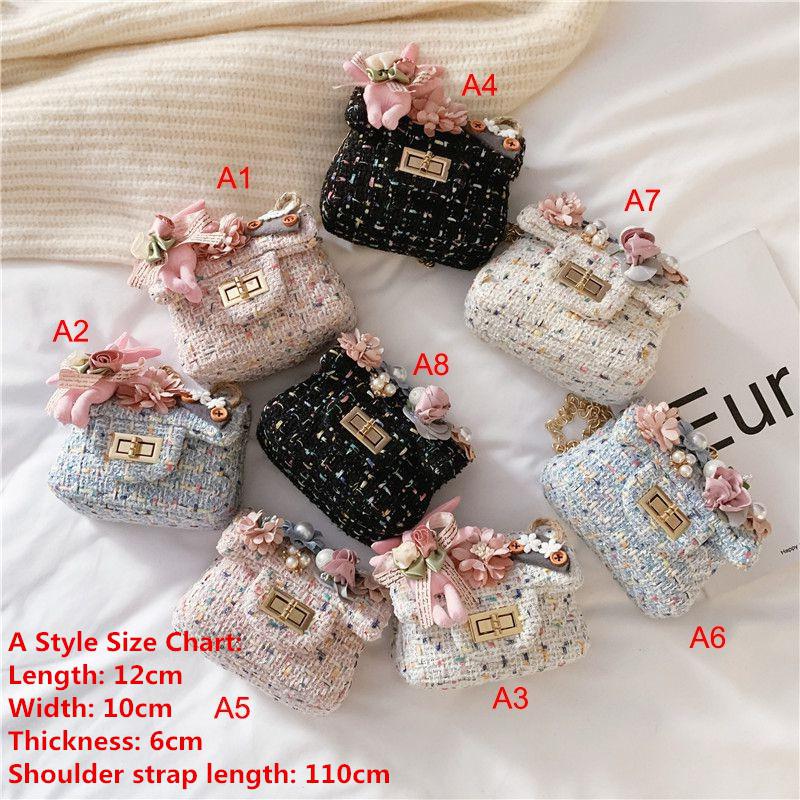 A4
A1
A7
A2
A8
Eur
Happy
A6
A Style Size Chart:
Length: 12cm
Width: 10cm
A5
A3
Thickness: 6cm
Shoulder strap length: 110cm